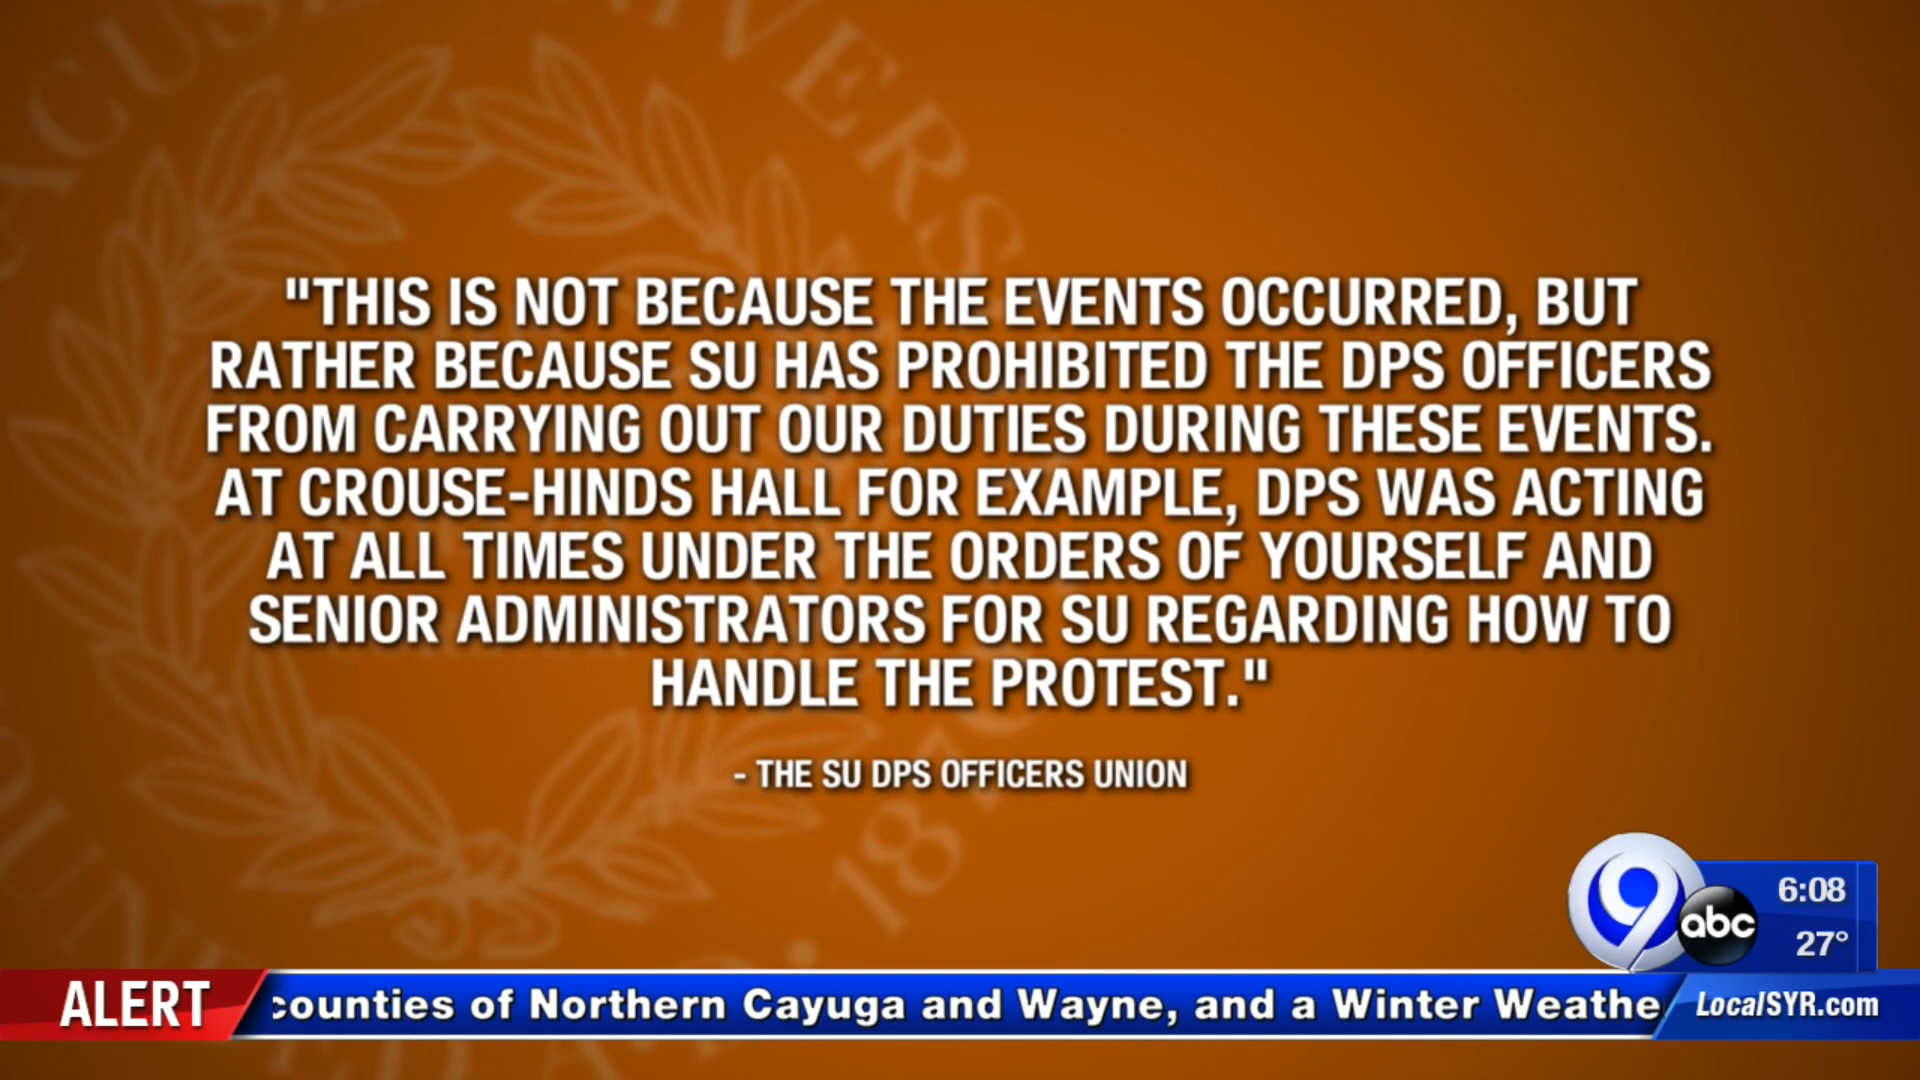 "THIS IS NOT BECAUSE THE EVENTS OCCURRED, BUT
RATHER BECAUSE SU HAS PROHIBITED THE DPS OFFICERS
FROM CARRYING OUT OUR DUTIES DURING THESE EVENTS.
AT CROUSE-HINDS HALL FOR EXAMPLE, DPS WAS ACTING
AT ALL TIMES UNDER THE ORDERS OF YOURSELF AND
SENIOR ADMINISTRATORS FOR SU REGARDING HOW TO
HANDLE THE PROTEST."
- THE SU DPS OFFICERS UNION
9 abc
6:08
27°
ALERT
counties of Northern Cayuga and Wayne, and a Winter Weathe
LocalSYR.com